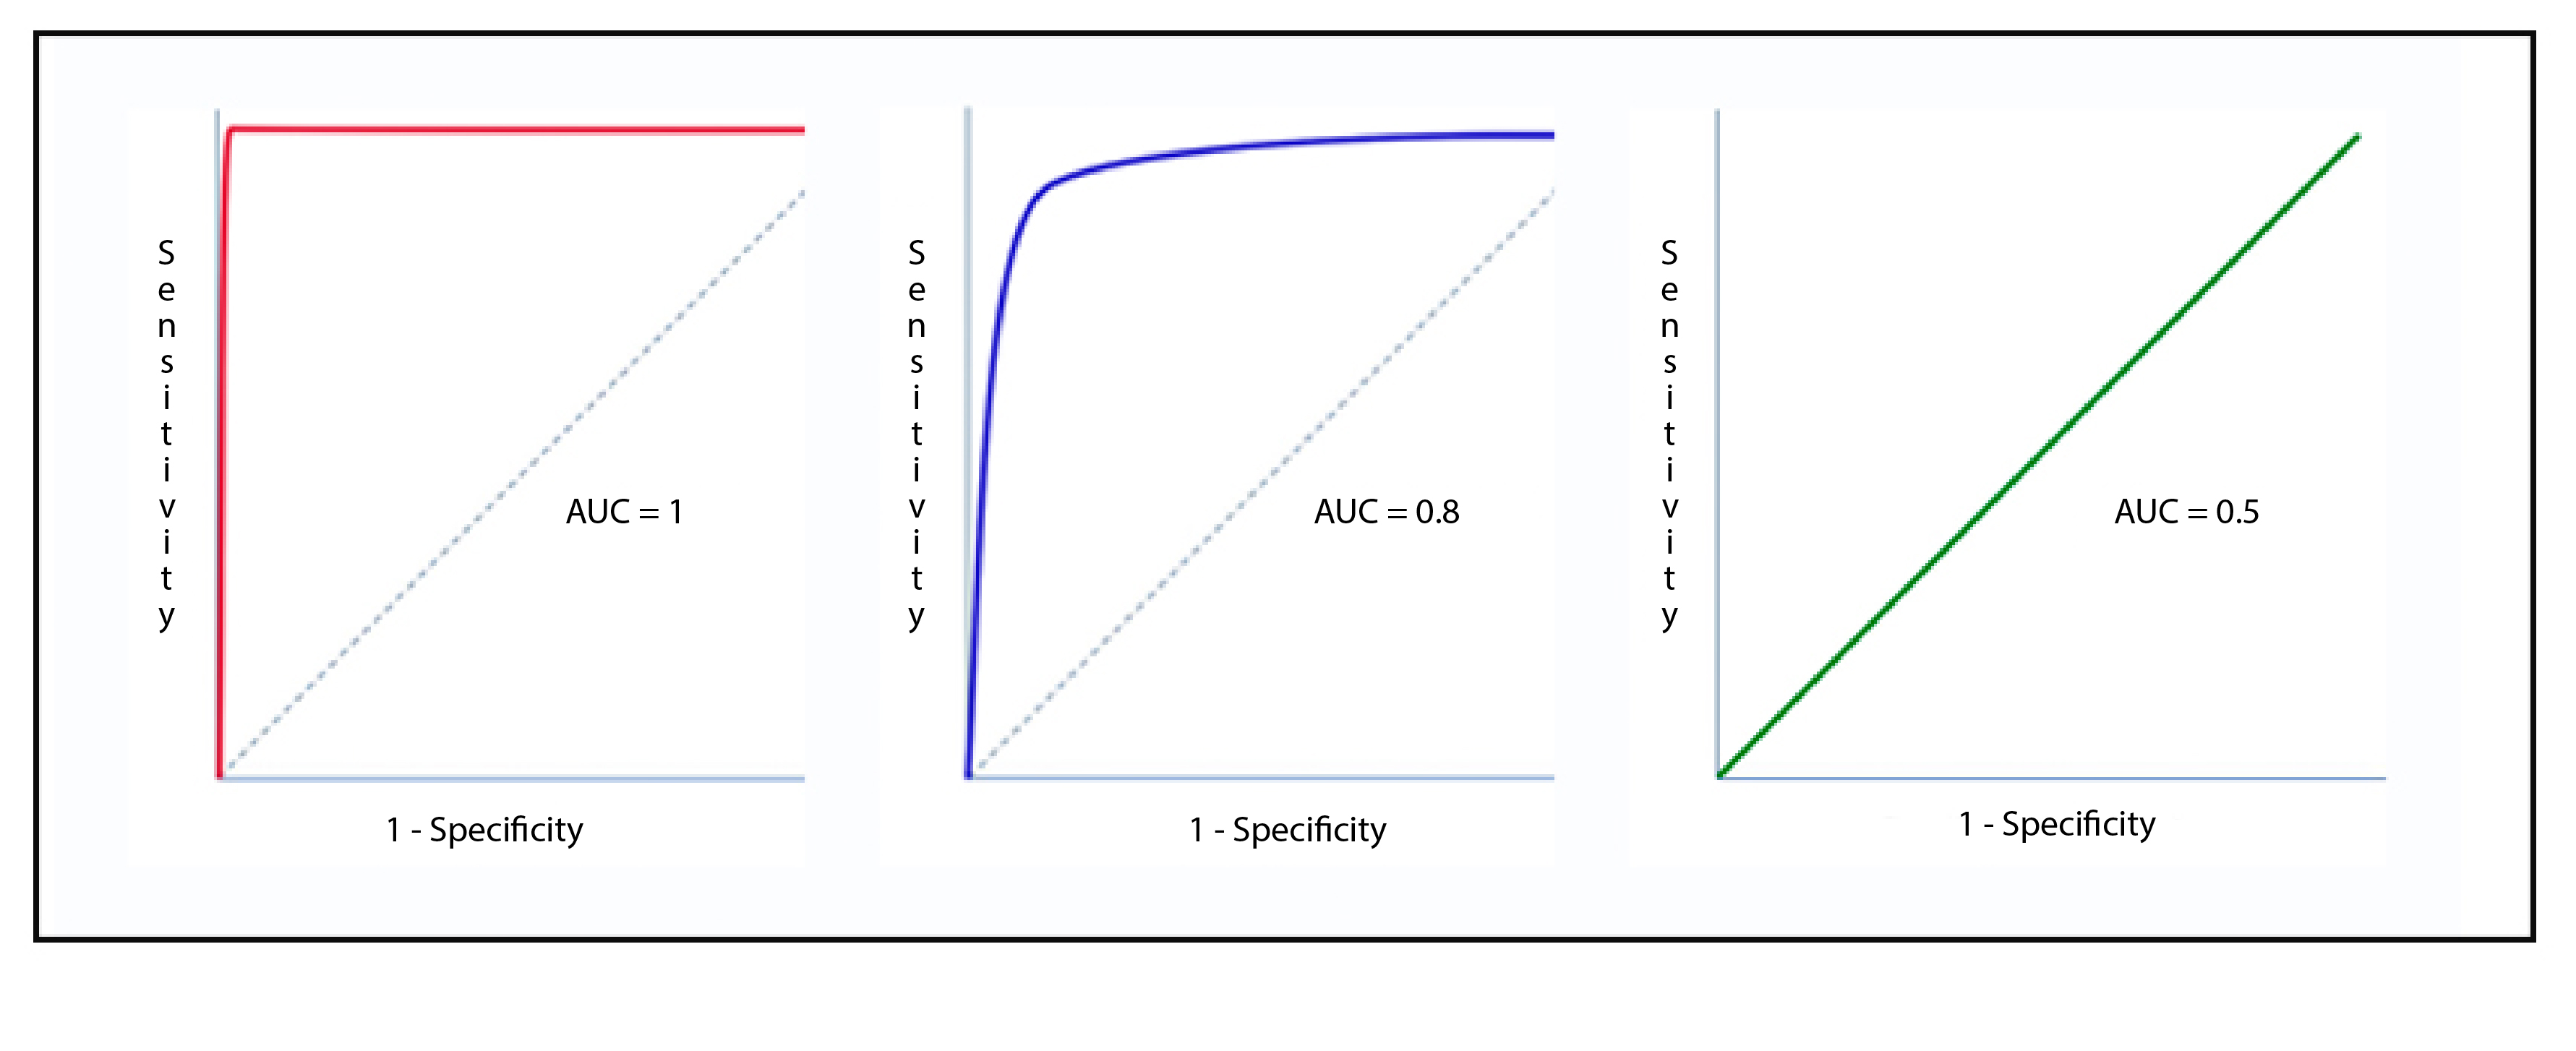 Sensitivity
AUC = 1
1 - Specificity
Sensitivity
AUC = 0.8
1 - Specificity
Sensitivity
AUC = 0.5
1 - Specificity